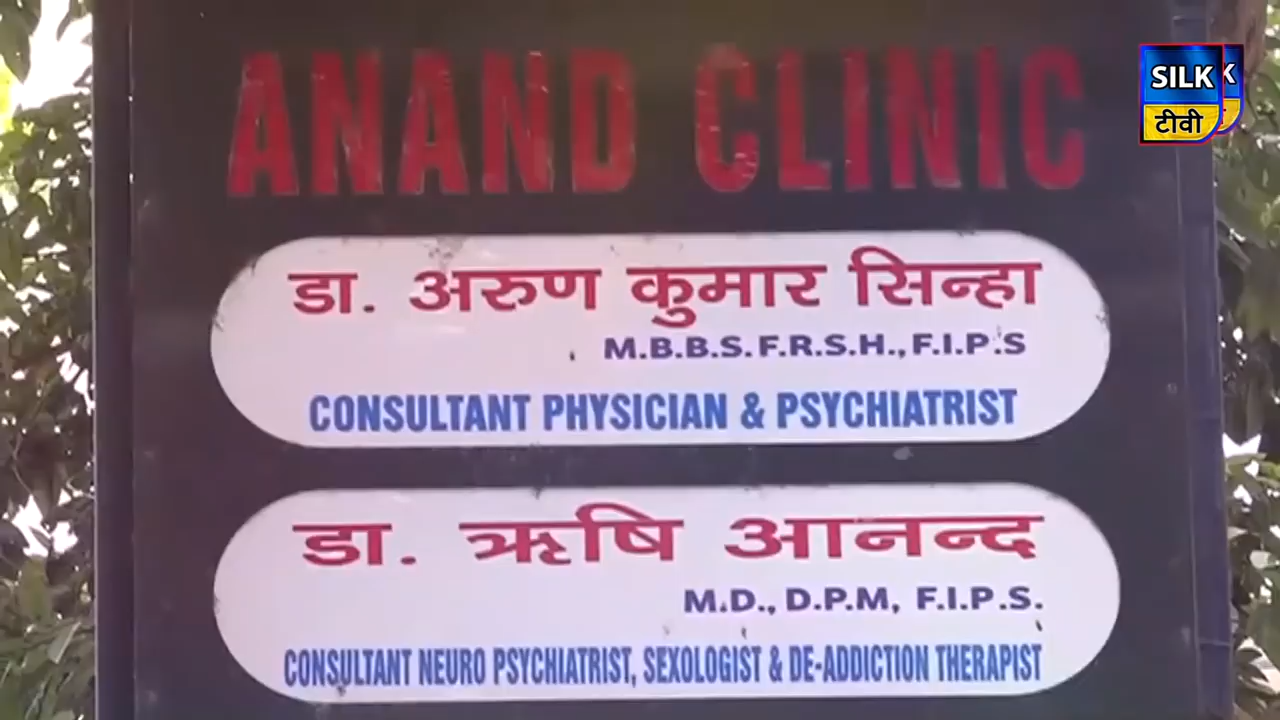 ANAND CLINIC
SILK
टीवी
डा. अरुण कुमार सिन्हा
M.B.B.S.F.R.S.H., F.I.P.S
CONSULTANT PHYSICIAN & PSYCHIATRIST
डा. ऋषि आनन्द
M.D., D.P.M, F.I.P.S.
CONSULTANT NEURO PSYCHIATRIST, SEXOLOGIST & DE-ADDICTION THERAPIST